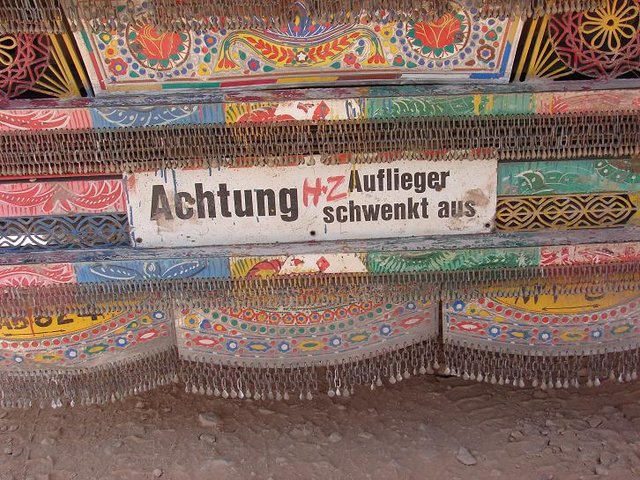 Achtung H-Z Auflieger
schwenkt aus